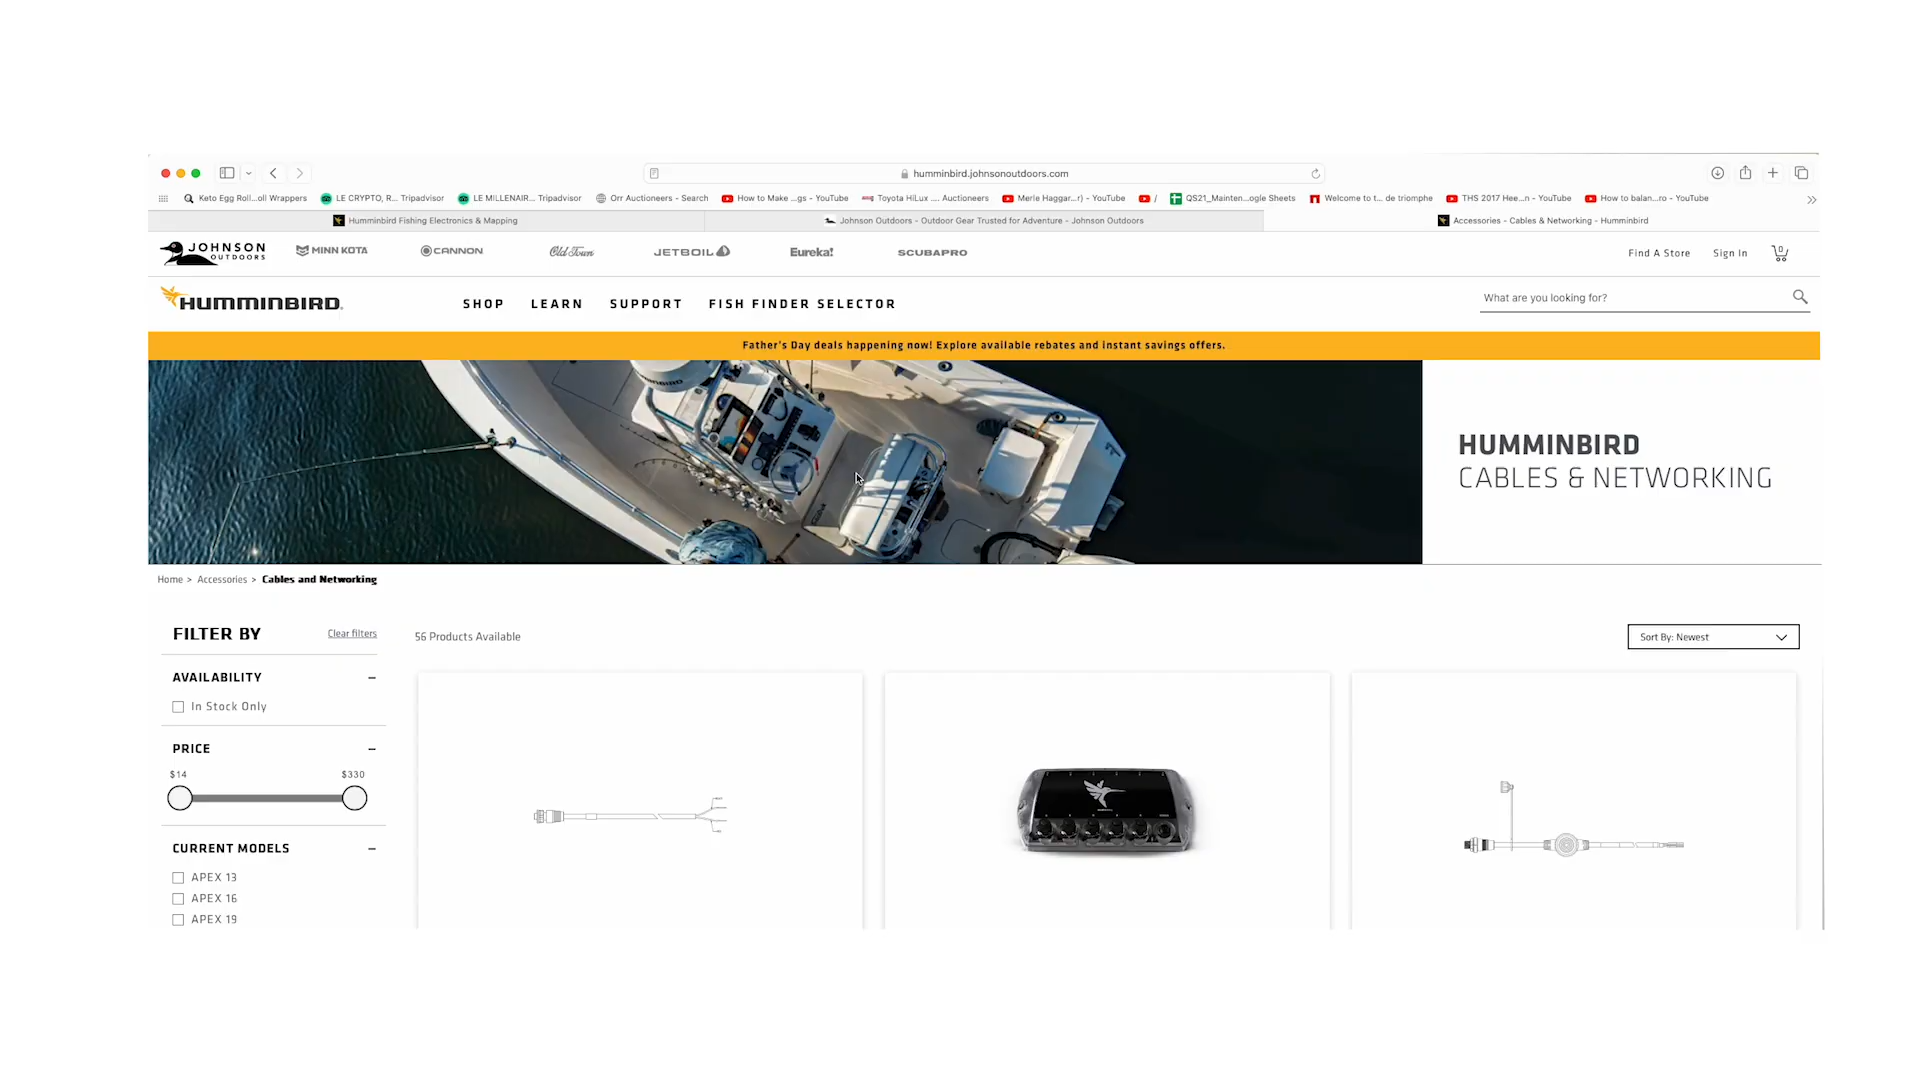 humminbird.johnsonoutdoors.com
Keto Egg Roll...oll Wrappers
LE CRYPTO, R... Tripadvisor
LE MILLENAIR... Tripadvisor
Orr Auctioneers - Search
How to Make ...gs - YouTube
Toyota HiLux .... Auctioneers
Merle Haggar...r) - YouTube
/
QS21_Mainten...ogle Sheets
Welcome to t... de triomphe
THS 2017 Hee...n - YouTube
How to balan...ro - YouTube
Humminbird Fishing Electronics & Mapping
Johnson Outdoors - Outdoor Gear Trusted for Adventure - Johnson Outdoors
Accessories - Cables & Networking - Humminbird
JOHNSON
OUTDOORS
MINN KOTA
CANNON
Old Town
JETBOIL
Eureka!
SCUBAPRO
Find A Store
Sign In
0
HUMMINBIRD
SHOP
LEARN
SUPPORT
FISH FINDER SELECTOR
What are you looking for?
Father's Day deals happening now! Explore available rebates and instant savings offers.
HUMMINBIRD
CABLES & NETWORKING
Home > Accessories > Cables and Networking
FILTER BY
Clear filters
56 Products Available
Sort By: Newest
AVAILABILITY
In Stock Only
PRICE
$14
$330
CURRENT MODELS
APEX 13
APEX 16
APEX 19